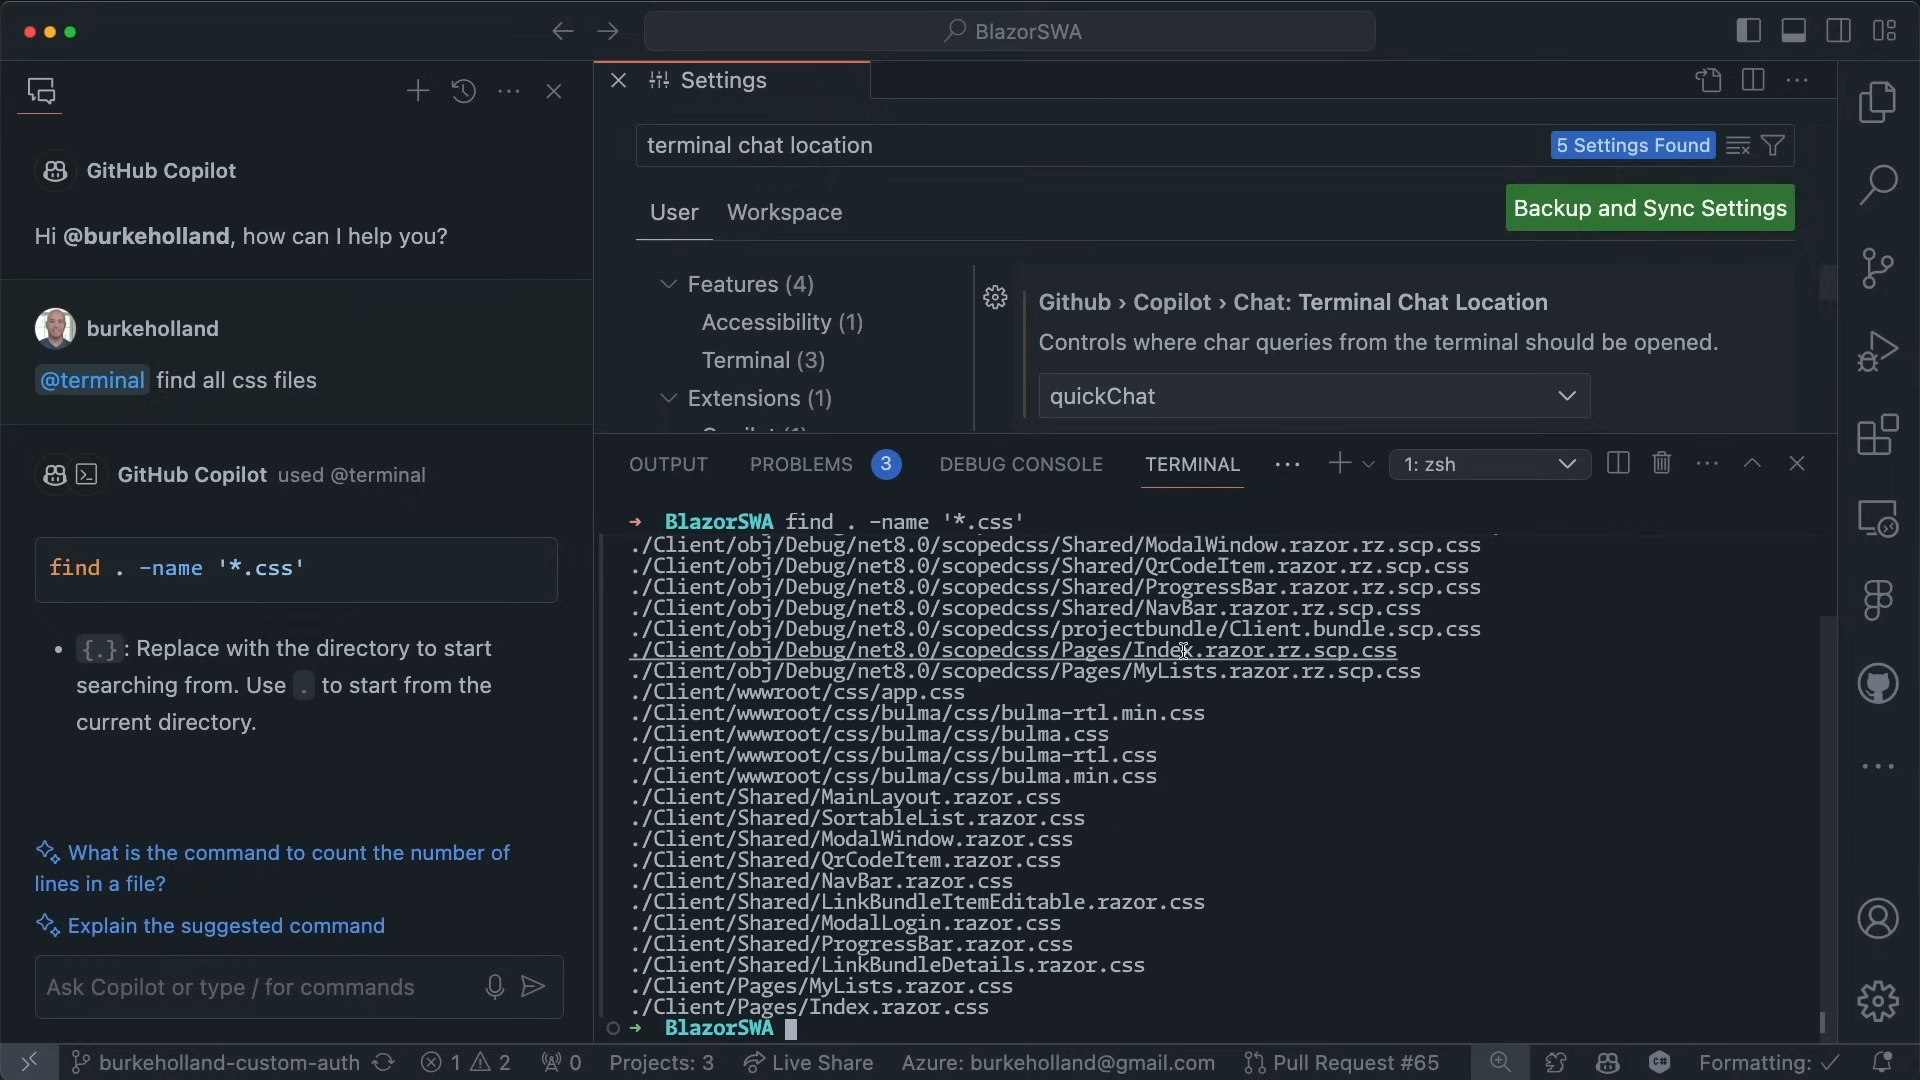 BlazorSWA
GitHub Copilot
Hi @burkeholland, how can I help you?
burkeholland
@terminal find all css files
GitHub Copilot used @terminal
find . -name '*.css'
• {.}: Replace with the directory to start
searching from. Use . to start from the
current directory.
What is the command to count the number of
lines in a file?
Explain the suggested command
Ask Copilot or type / for commands
Settings
terminal chat location
5 Settings Found
User Workspace
Backup and Sync Settings
Features (4)
Accessibility (1)
Terminal (3)
Extensions (1)
Github › Copilot › Chat: Terminal Chat Location
Controls where char queries from the terminal should be opened.
quickChat
OUTPUT PROBLEMS 3 DEBUG CONSOLE TERMINAL 1: zsh
➜ BlazorSWA find . -name '*.css'
./Client/obj/Debug/net8.0/scopedcss/Shared/ModalWindow.razor.rz.scp.css
./Client/obj/Debug/net8.0/scopedcss/Shared/QrCodeItem.razor.rz.scp.css
./Client/obj/Debug/net8.0/scopedcss/Shared/ProgressBar.razor.rz.scp.css
./Client/obj/Debug/net8.0/scopedcss/Shared/NavBar.razor.rz.scp.css
./Client/obj/Debug/net8.0/scopedcss/projectbundle/Client.bundle.scp.css
./Client/obj/Debug/net8.0/scopedcss/Pages/Index.razor.rz.scp.css
./Client/obj/Debug/net8.0/scopedcss/Pages/MyLists.razor.rz.scp.css
./Client/wwwroot/css/app.css
./Client/wwwroot/css/bulma/css/bulma-rtl.min.css
./Client/wwwroot/css/bulma/css/bulma.css
./Client/wwwroot/css/bulma/css/bulma-rtl.css
./Client/wwwroot/css/bulma/css/bulma.min.css
./Client/Shared/MainLayout.razor.css
./Client/Shared/SortableList.razor.css
./Client/Shared/ModalWindow.razor.css
./Client/Shared/QrCodeItem.razor.css
./Client/Shared/NavBar.razor.css
./Client/Shared/LinkBundleItemEditable.razor.css
./Client/Shared/ModalLogin.razor.css
./Client/Shared/ProgressBar.razor.css
./Client/Shared/LinkBundleDetails.razor.css
./Client/Pages/MyLists.razor.css
./Client/Pages/Index.razor.css
➜ BlazorSWA
burkeholland-custom-auth 1 2 0 Projects: 3 Live Share Azure: burkeholland@gmail.com Pull Request #65 Formatting: ✓